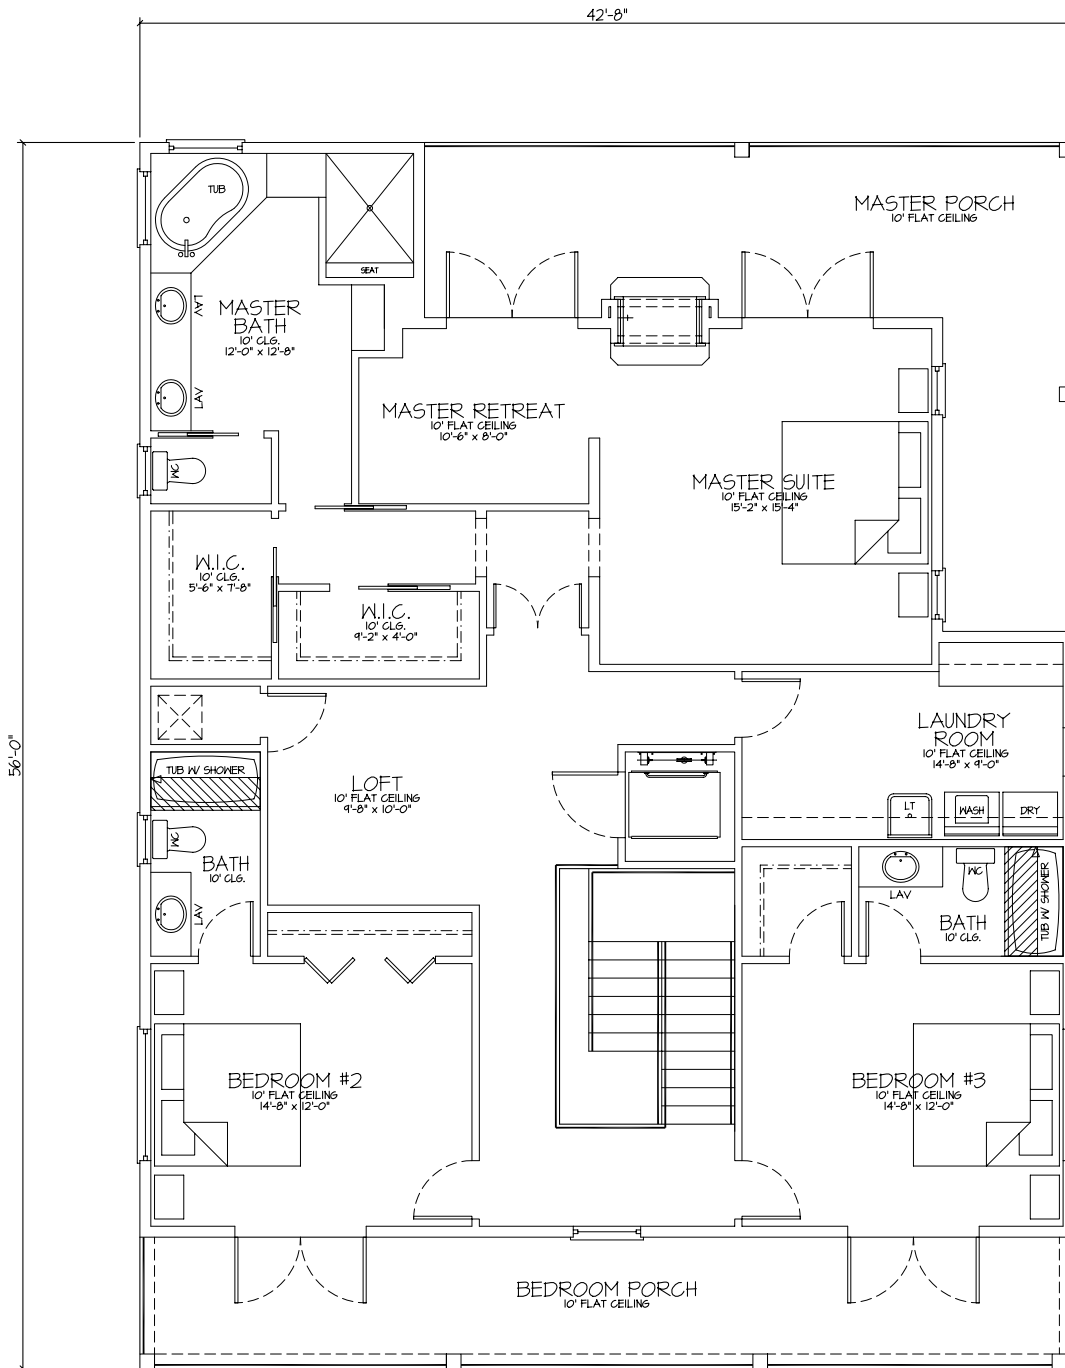 42'-8"
56'-0"
TUB
SEAT
MASTER PORCH
10' FLAT CEILING
LAV
MASTER
BATH
10' CLG.
12'-0" x 12'-8"
LAV
MASTER RETREAT
10' FLAT CEILING
10'-6" x 8'-0"
WC
MASTER SUITE
10' FLAT CEILING
15'-2" x 15'-4"
W.I.C.
10' CLG.
5'-6" x 7'-8"
W.I.C.
10' CLG.
9'-2" x 4'-0"
LAUNDRY
ROOM
10' FLAT CEILING
14'-8" x 9'-0"
TUB W/ SHOWER
LOFT
10' FLAT CEILING
9'-8" x 10'-0"
LT
WASH
DRY
WC
BATH
10' CLG.
LAV
LAV
WC
BATH
10' CLG.
TUB W/ SHOWER
BEDROOM #2
10' FLAT CEILING
14'-8" x 12'-0"
BEDROOM #3
10' FLAT CEILING
14'-8" x 12'-0"
BEDROOM PORCH
10' FLAT CEILING